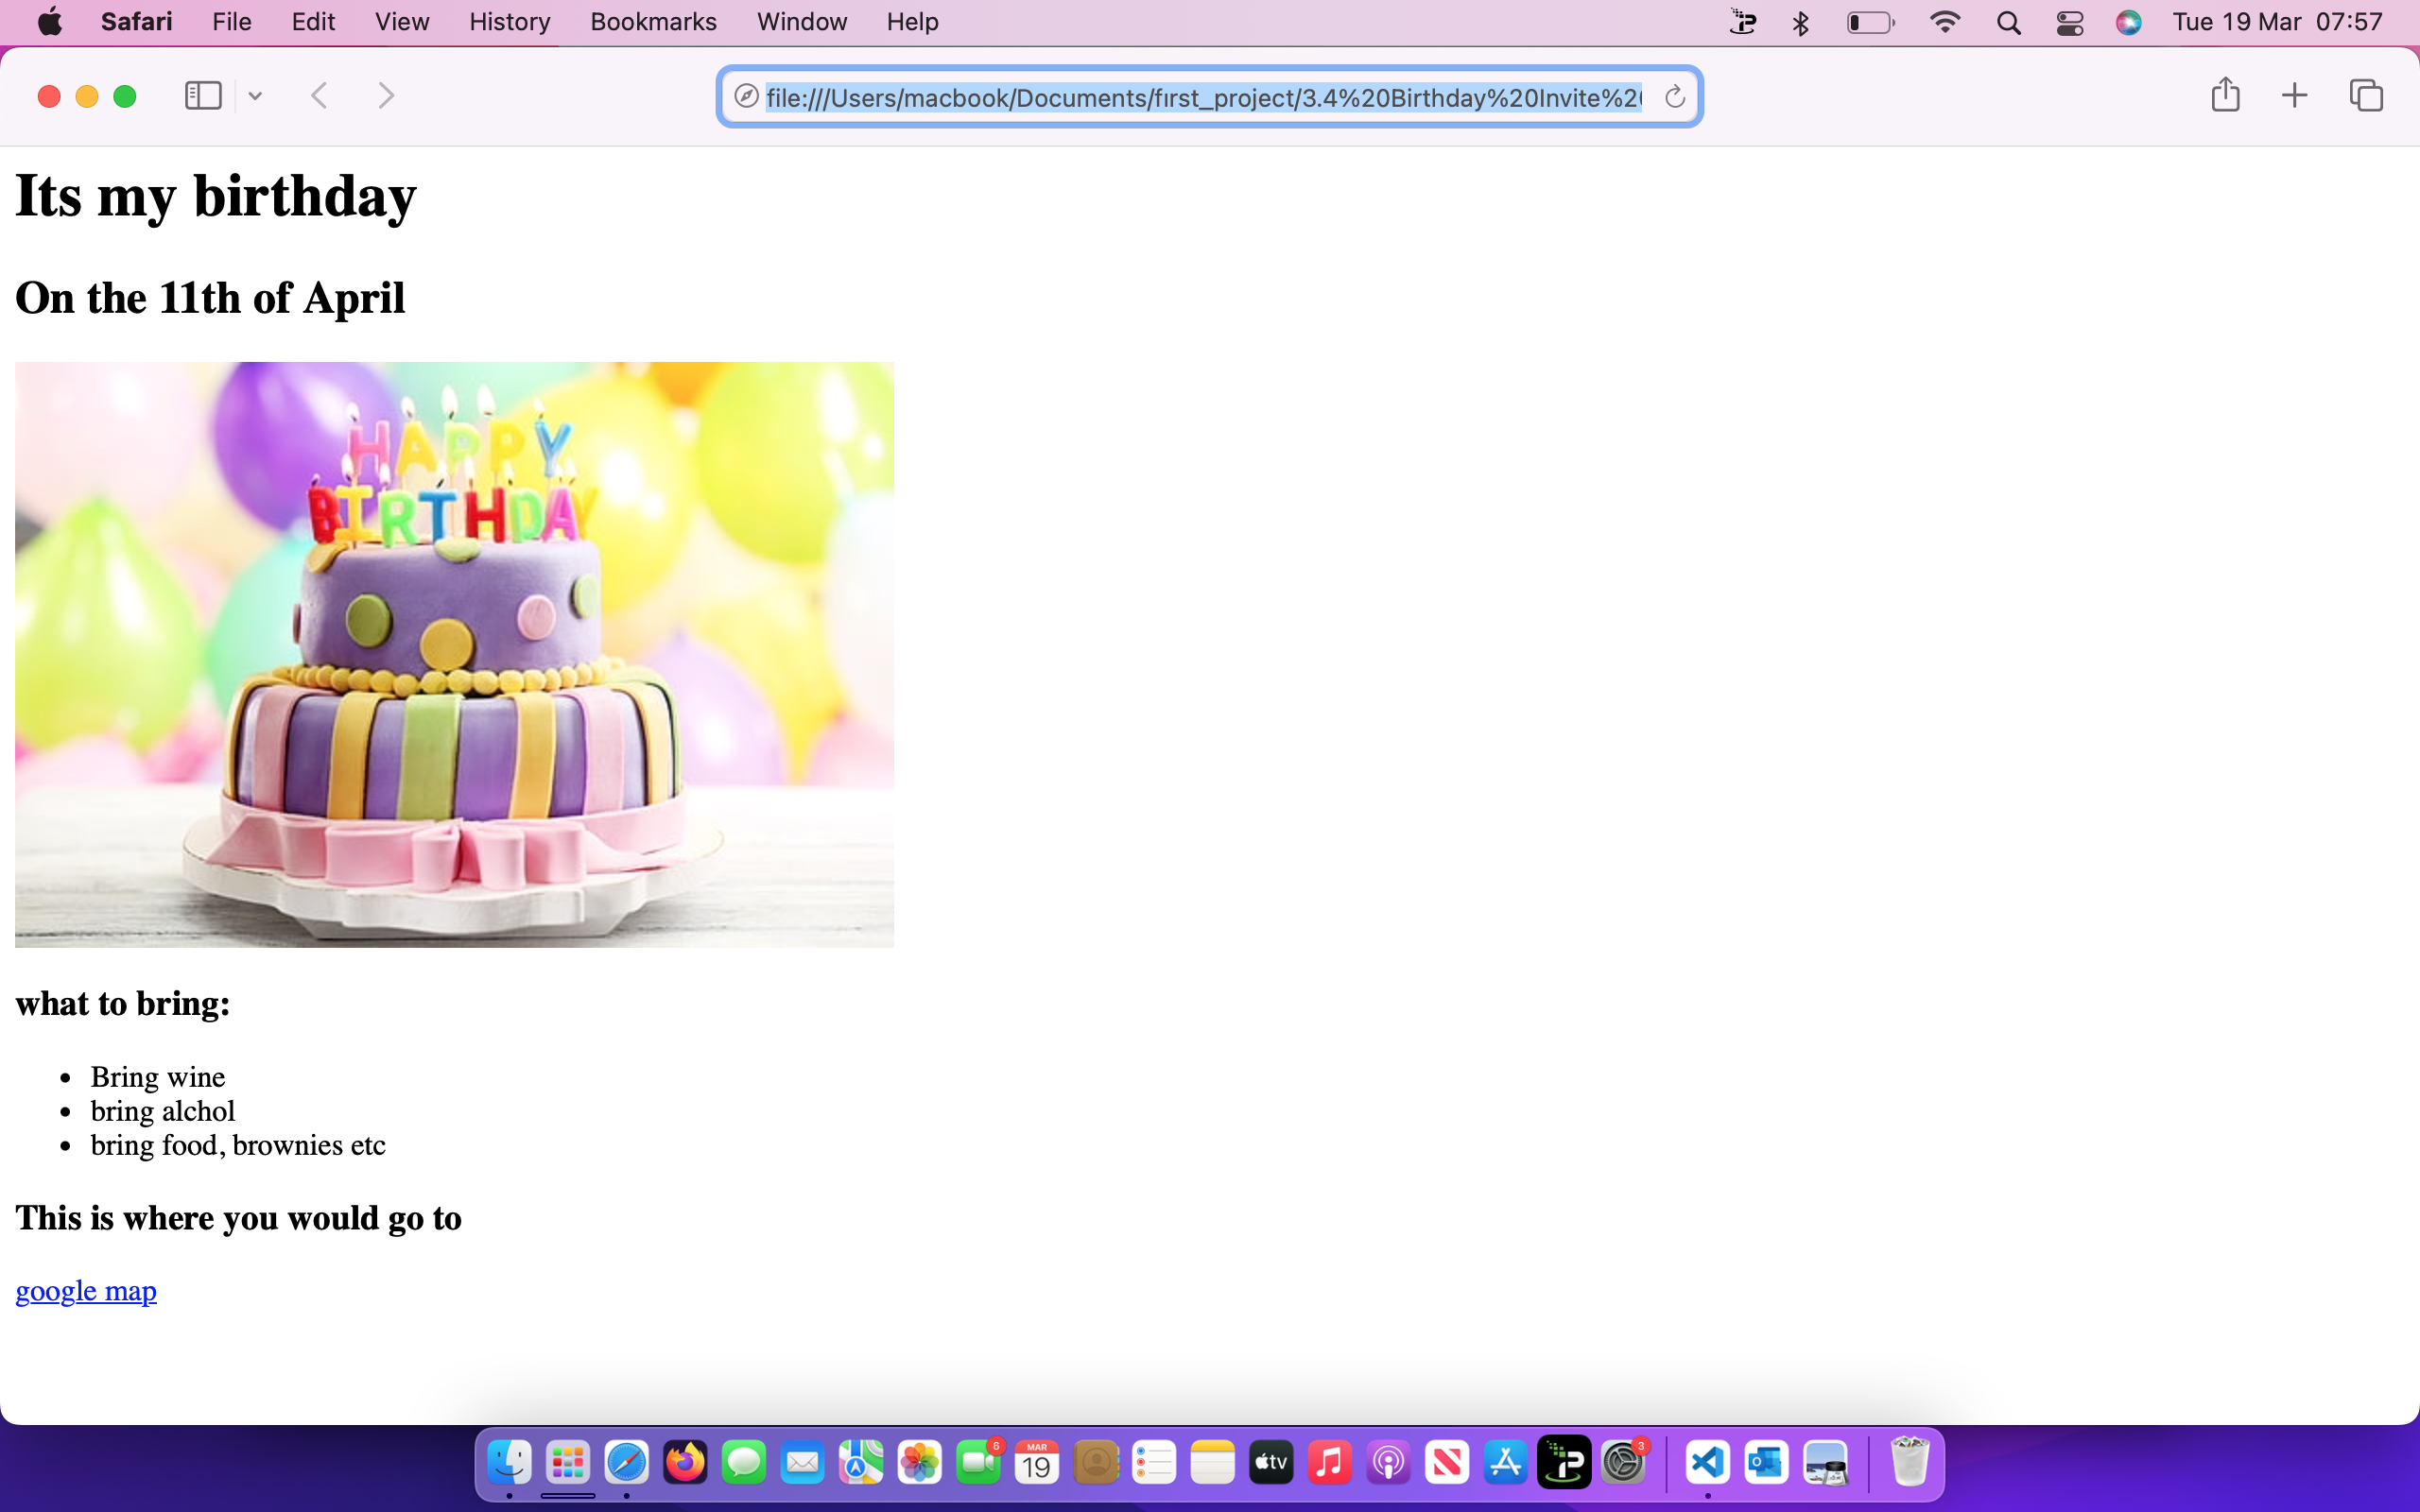 Safari File Edit View History Bookmarks Window Help Tue 19 Mar 07:57
file:///Users/macbook/Documents/first_project/3.4%20Birthday%20Invite%20
Its my birthday
On the 11th of April
HAPPY
BIRTHDAY
what to bring:
Bring wine
bring alchol
bring food, brownies etc
This is where you would go to
google map
6
MAR
19
tv
3